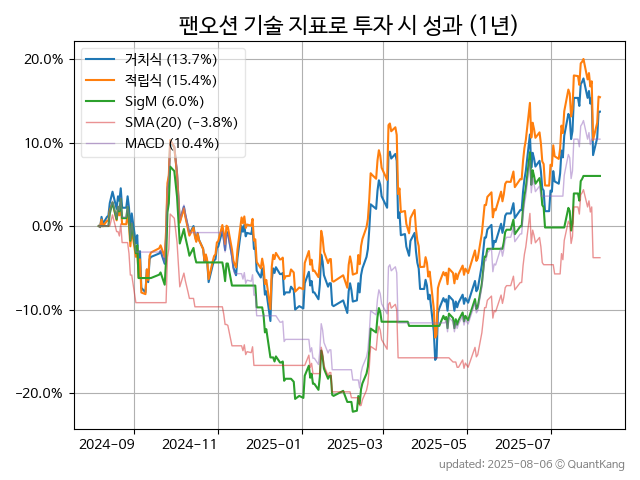 팬오션 기술 지표로 투자 시 성과 (1년)
거치식 (13.7%)
적립식 (15.4%)
SigM (6.0%)
SMA(20) (−3.8%)
MACD (10.4%)
20.0%
10.0%
0.0%
−10.0%
−20.0%
2024-09 2024-11 2025-01 2025-03 2025-05 2025-07
updated: 2025-08-06 © QuantKang